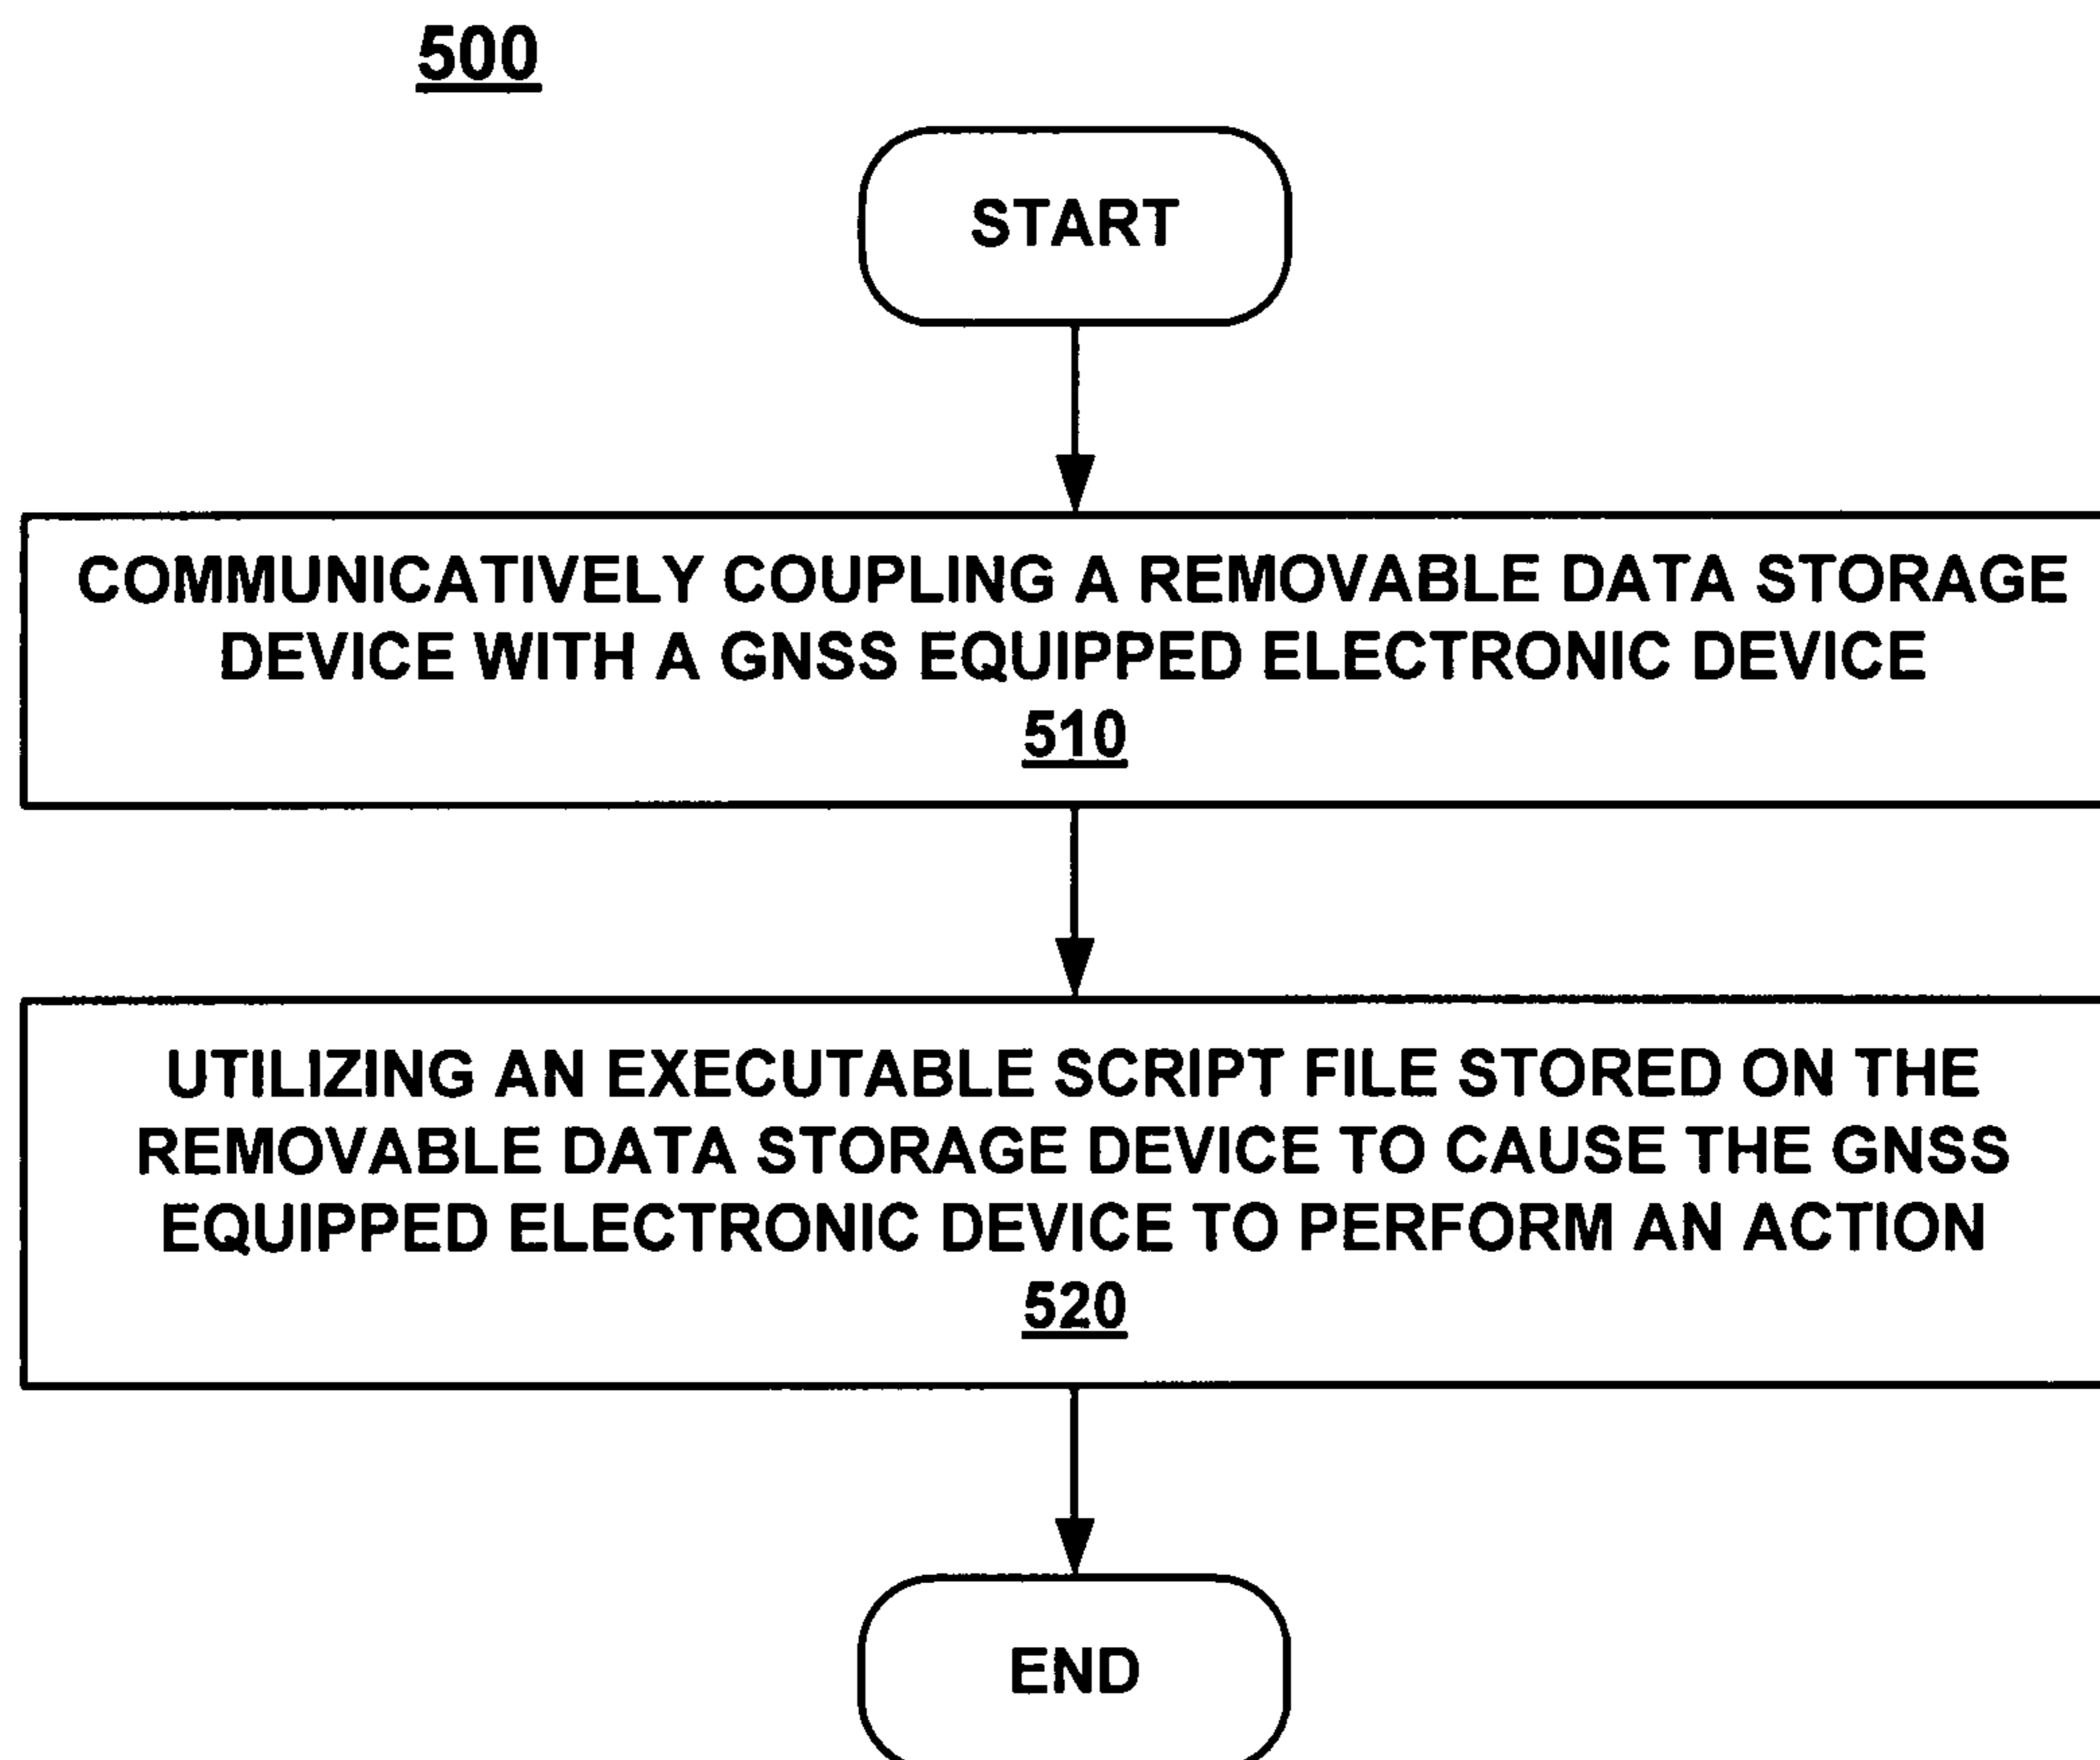 500
START
COMMUNICATIVELY COUPLING A REMOVABLE DATA STORAGE
DEVICE WITH A GNSS EQUIPPED ELECTRONIC DEVICE
510
UTILIZING AN EXECUTABLE SCRIPT FILE STORED ON THE
REMOVABLE DATA STORAGE DEVICE TO CAUSE THE GNSS
EQUIPPED ELECTRONIC DEVICE TO PERFORM AN ACTION
520
END